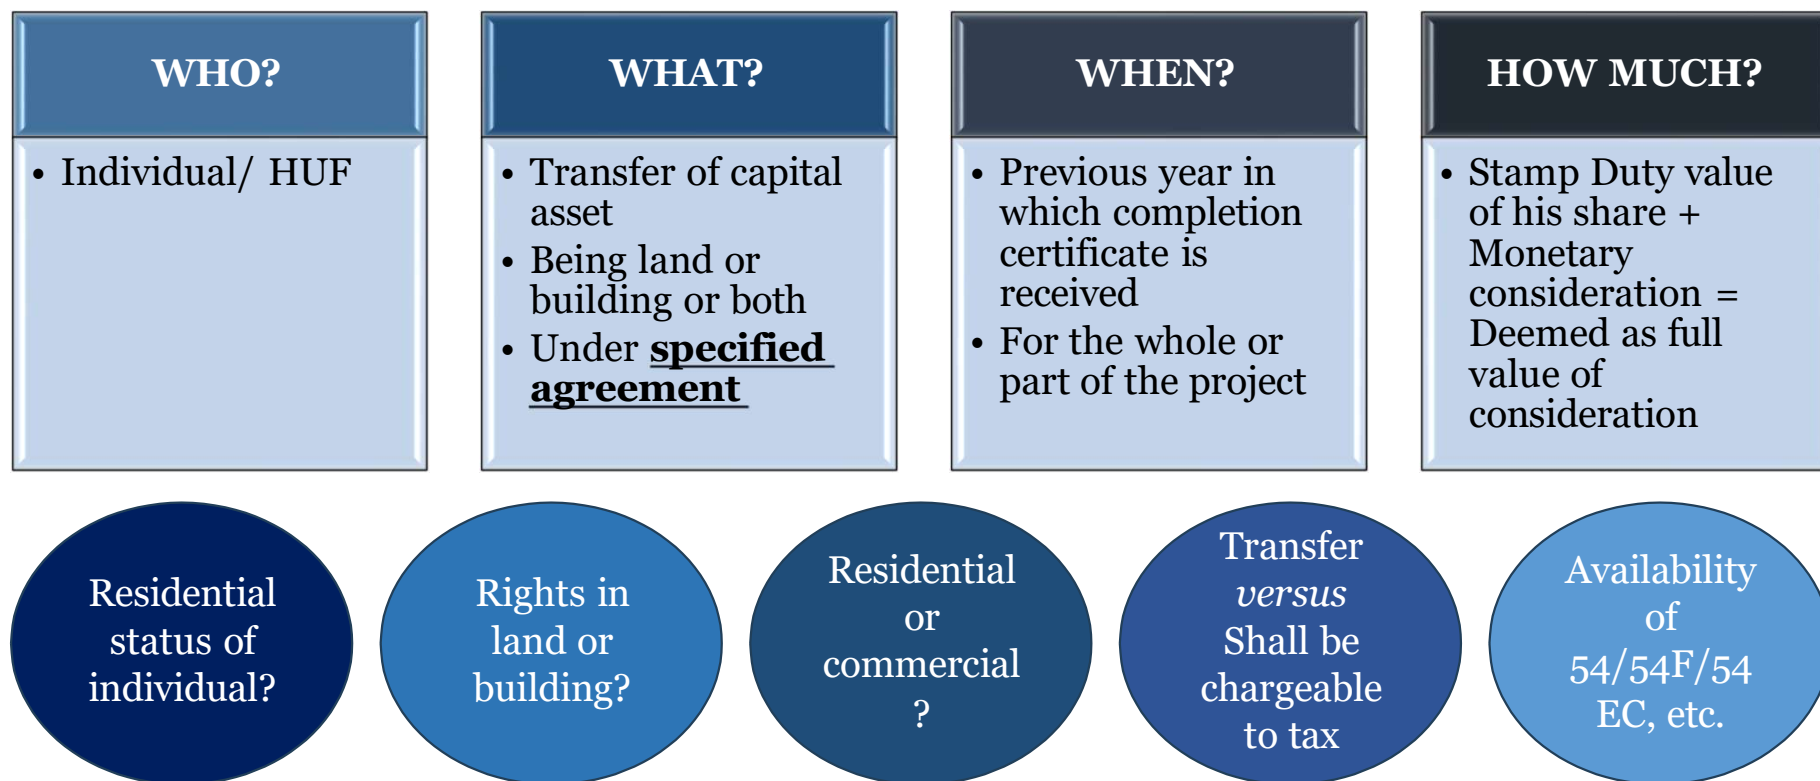 WHO?
• Individual/ HUF
WHAT?
• Transfer of capital
asset
• Being land or
building or both
• Under specified
agreement
WHEN?
• Previous year in
which completion
certificate is
received
• For the whole or
part of the project
HOW MUCH?
• Stamp Duty value
of his share +
Monetary
consideration =
Deemed as full
value of
consideration
Residential
status of
individual?
Rights in
land or
building?
Residential
or
commercial
?
Transfer
versus
Shall be
chargeable
to tax
Availability
of
54/54F/54
EC, etc.